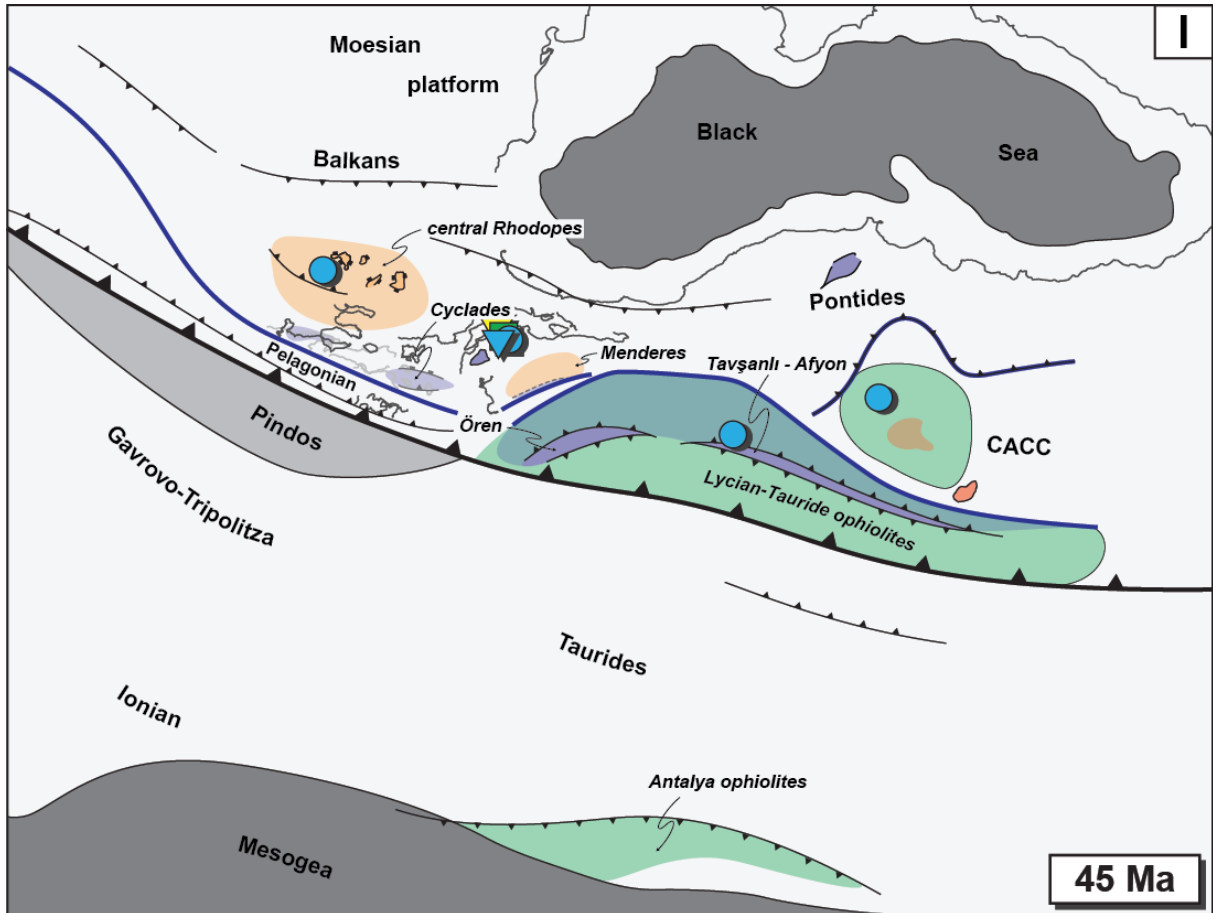 I
Moesian
platform
Black
Sea
Balkans
central Rhodopes
Pontides
Cyclades
Menderes
Tavşanlı - Afyon
Pelagonian
Pindos
Ören
CACC
Gavrovo-Tripolitza
Lycian-Tauride ophiolites
Taurides
Ionian
Antalya ophiolites
Mesogea
45 Ma